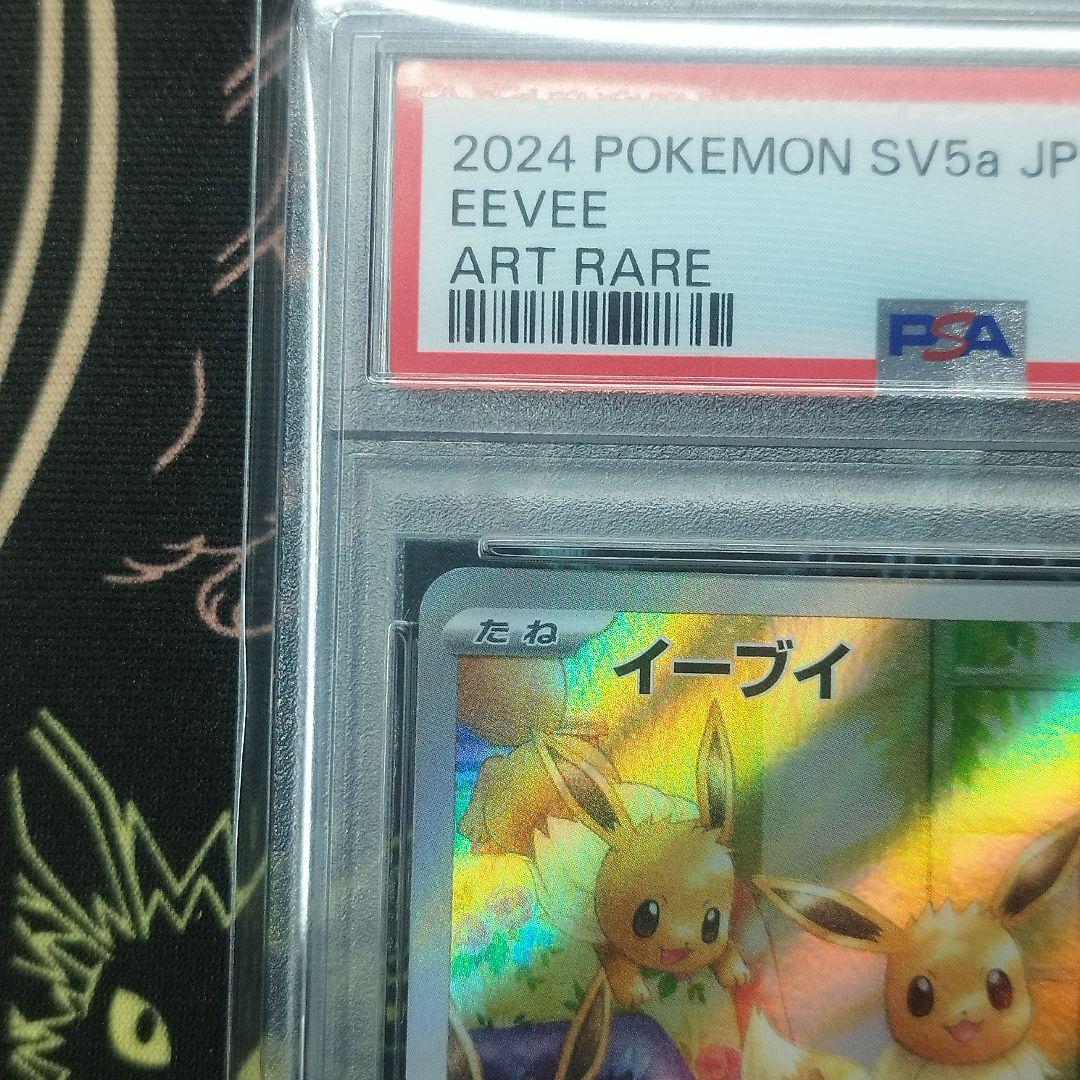 2024 POKEMON SV5a JP
EEVEE
ART RARE
PSA
たね
イーブイ